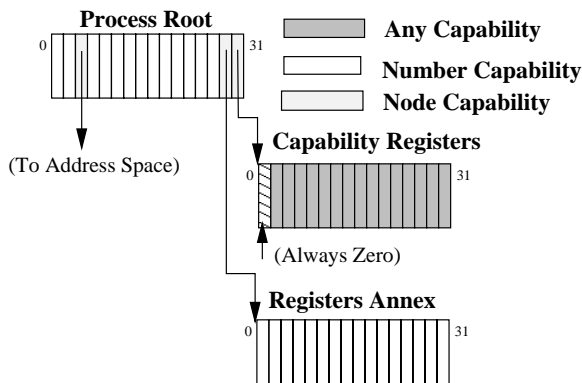 Process Root
0
31
Any Capability
Number Capability
Node Capability
(To Address Space)
Capability Registers
0
31
(Always Zero)
Registers Annex
0
31